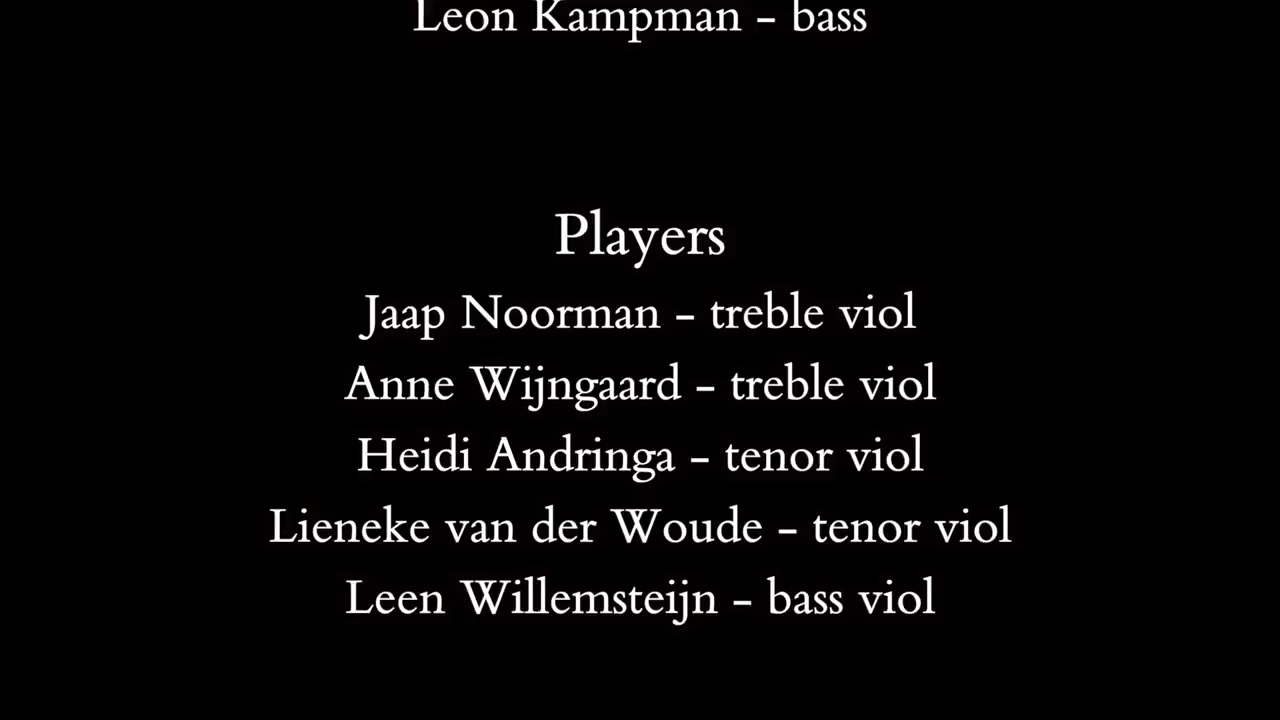 Leon Kampman - bass
Players
Jaap Noorman - treble viol
Anne Wijngaard - treble viol
Heidi Andringa - tenor viol
Lieneke van der Woude - tenor viol
Leen Willemsteijn - bass viol